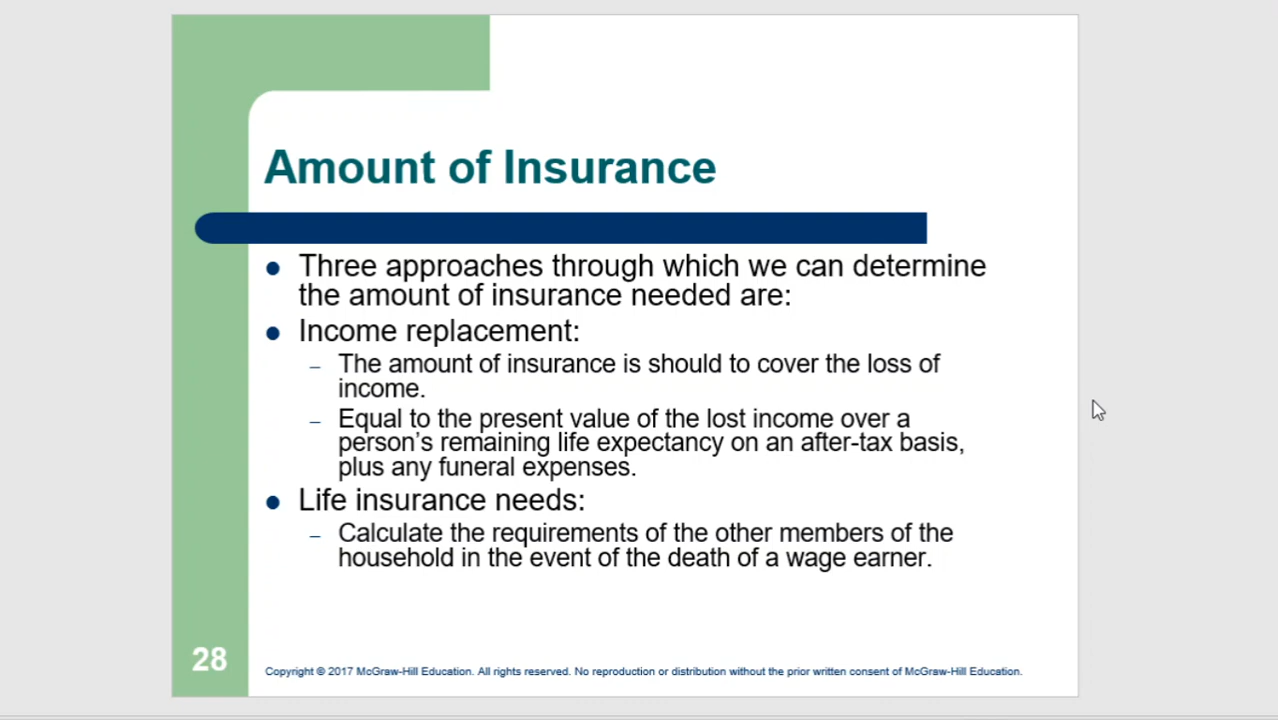 Amount of Insurance
● Three approaches through which we can determine
the amount of insurance needed are:
● Income replacement:
– The amount of insurance is should to cover the loss of
income.
– Equal to the present value of the lost income over a
person’s remaining life expectancy on an after-tax basis,
plus any funeral expenses.
● Life insurance needs:
– Calculate the requirements of the other members of the
household in the event of the death of a wage earner.
28
Copyright © 2017 McGraw-Hill Education. All rights reserved. No reproduction or distribution without the prior written consent of McGraw-Hill Education.